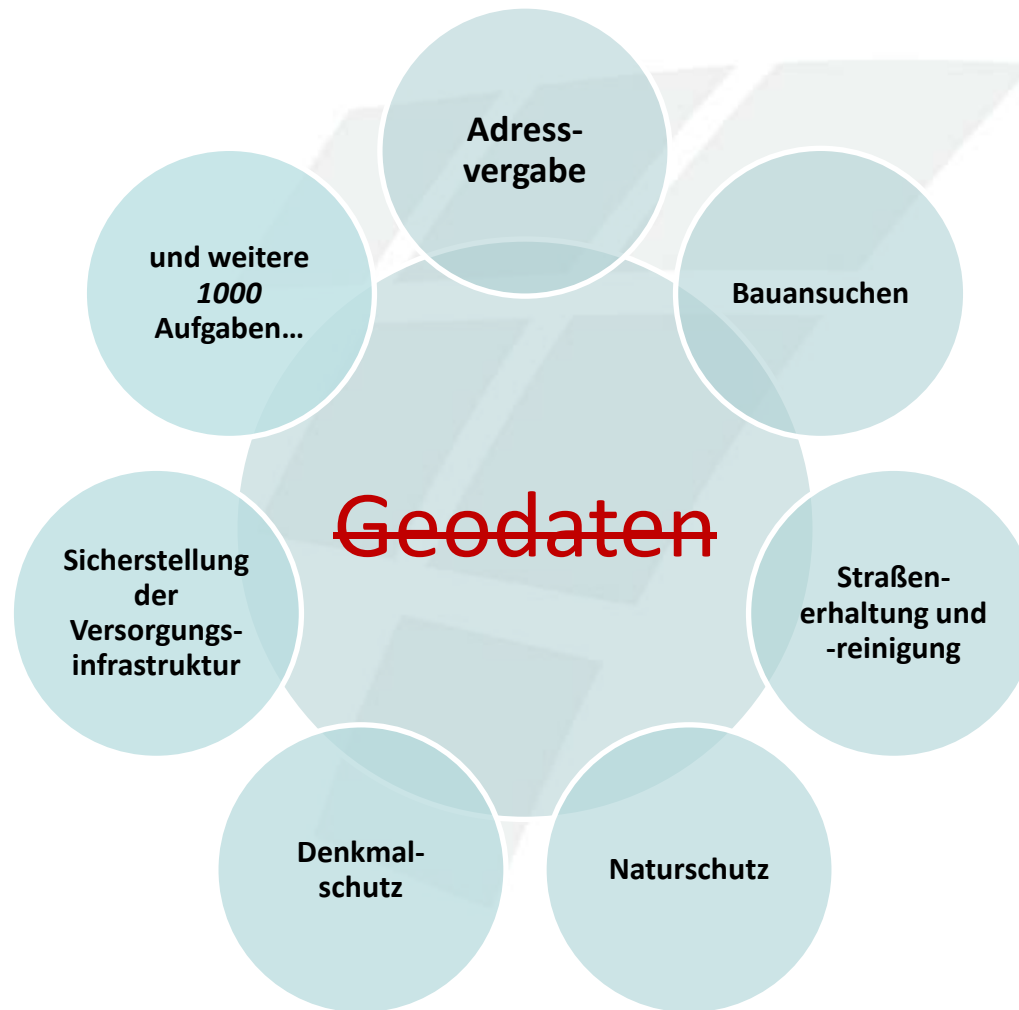 Adress-
vergabe
Bauansuchen
Straßen-
erhaltung und
-reinigung
Naturschutz
Denkmal-
schutz
Sicherstellung
der
Versorgungs-
infrastruktur
und weitere
1000
Aufgaben...
Geodaten